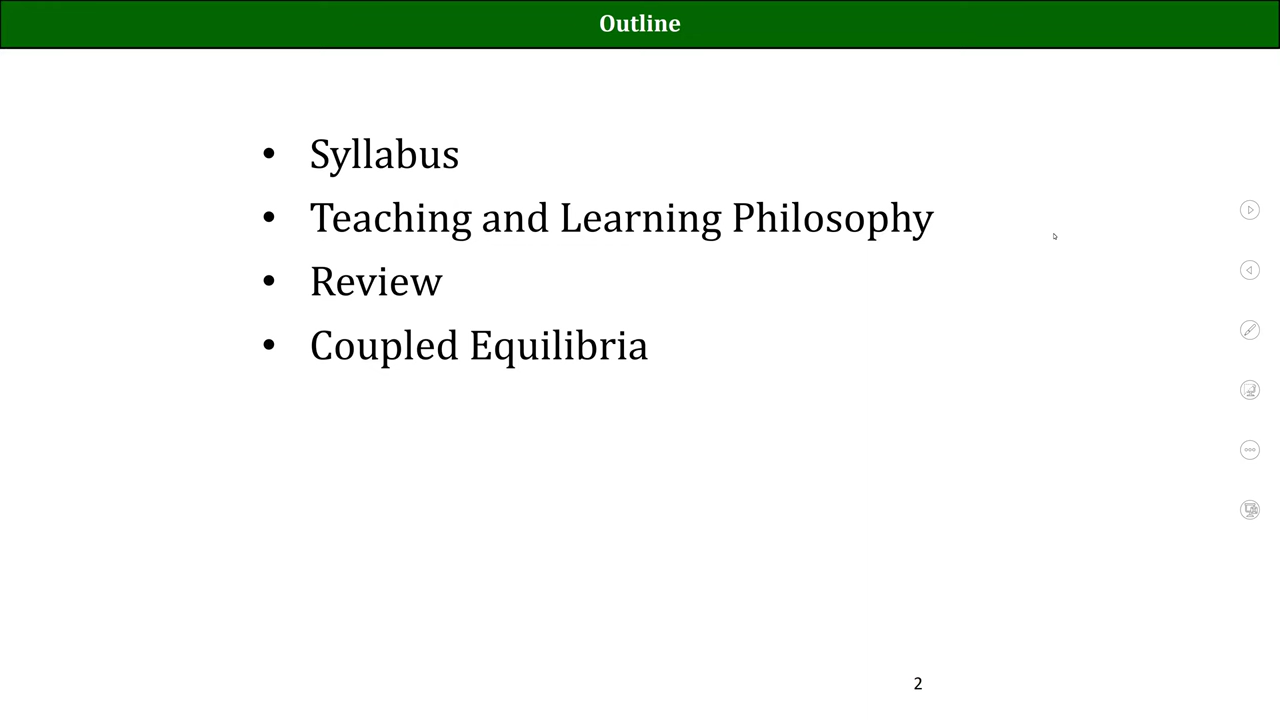 Outline
• Syllabus
• Teaching and Learning Philosophy
• Review
• Coupled Equilibria
2